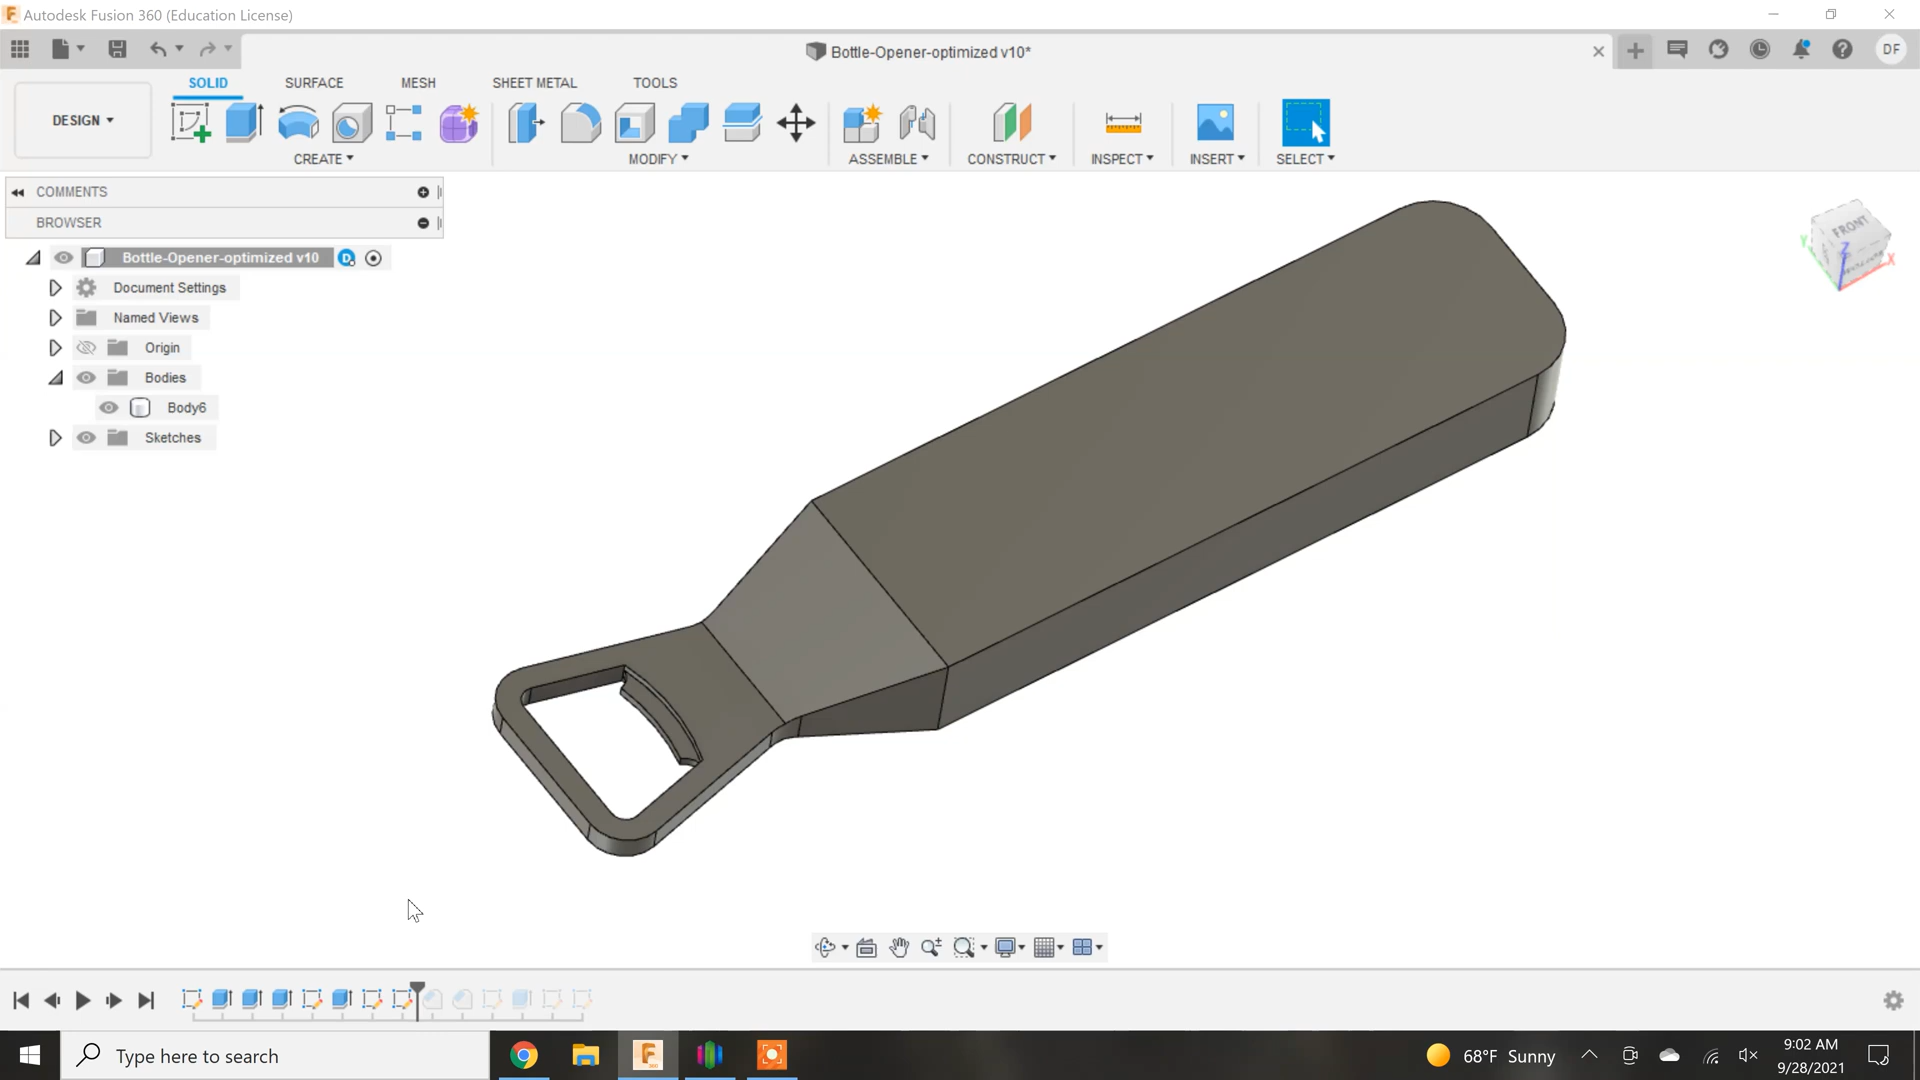 Autodesk Fusion 360 (Education License)
Bottle-Opener-optimized v10*
DF
SOLID SURFACE MESH SHEET METAL TOOLS
DESIGN
CREATE MODIFY ASSEMBLE CONSTRUCT INSPECT INSERT SELECT
COMMENTS
BROWSER
Bottle-Opener-optimized v10
Document Settings
Named Views
Origin
Bodies
Body6
Sketches
FRONT
Y Z X
Type here to search
68°F Sunny
9:02 AM
9/28/2021